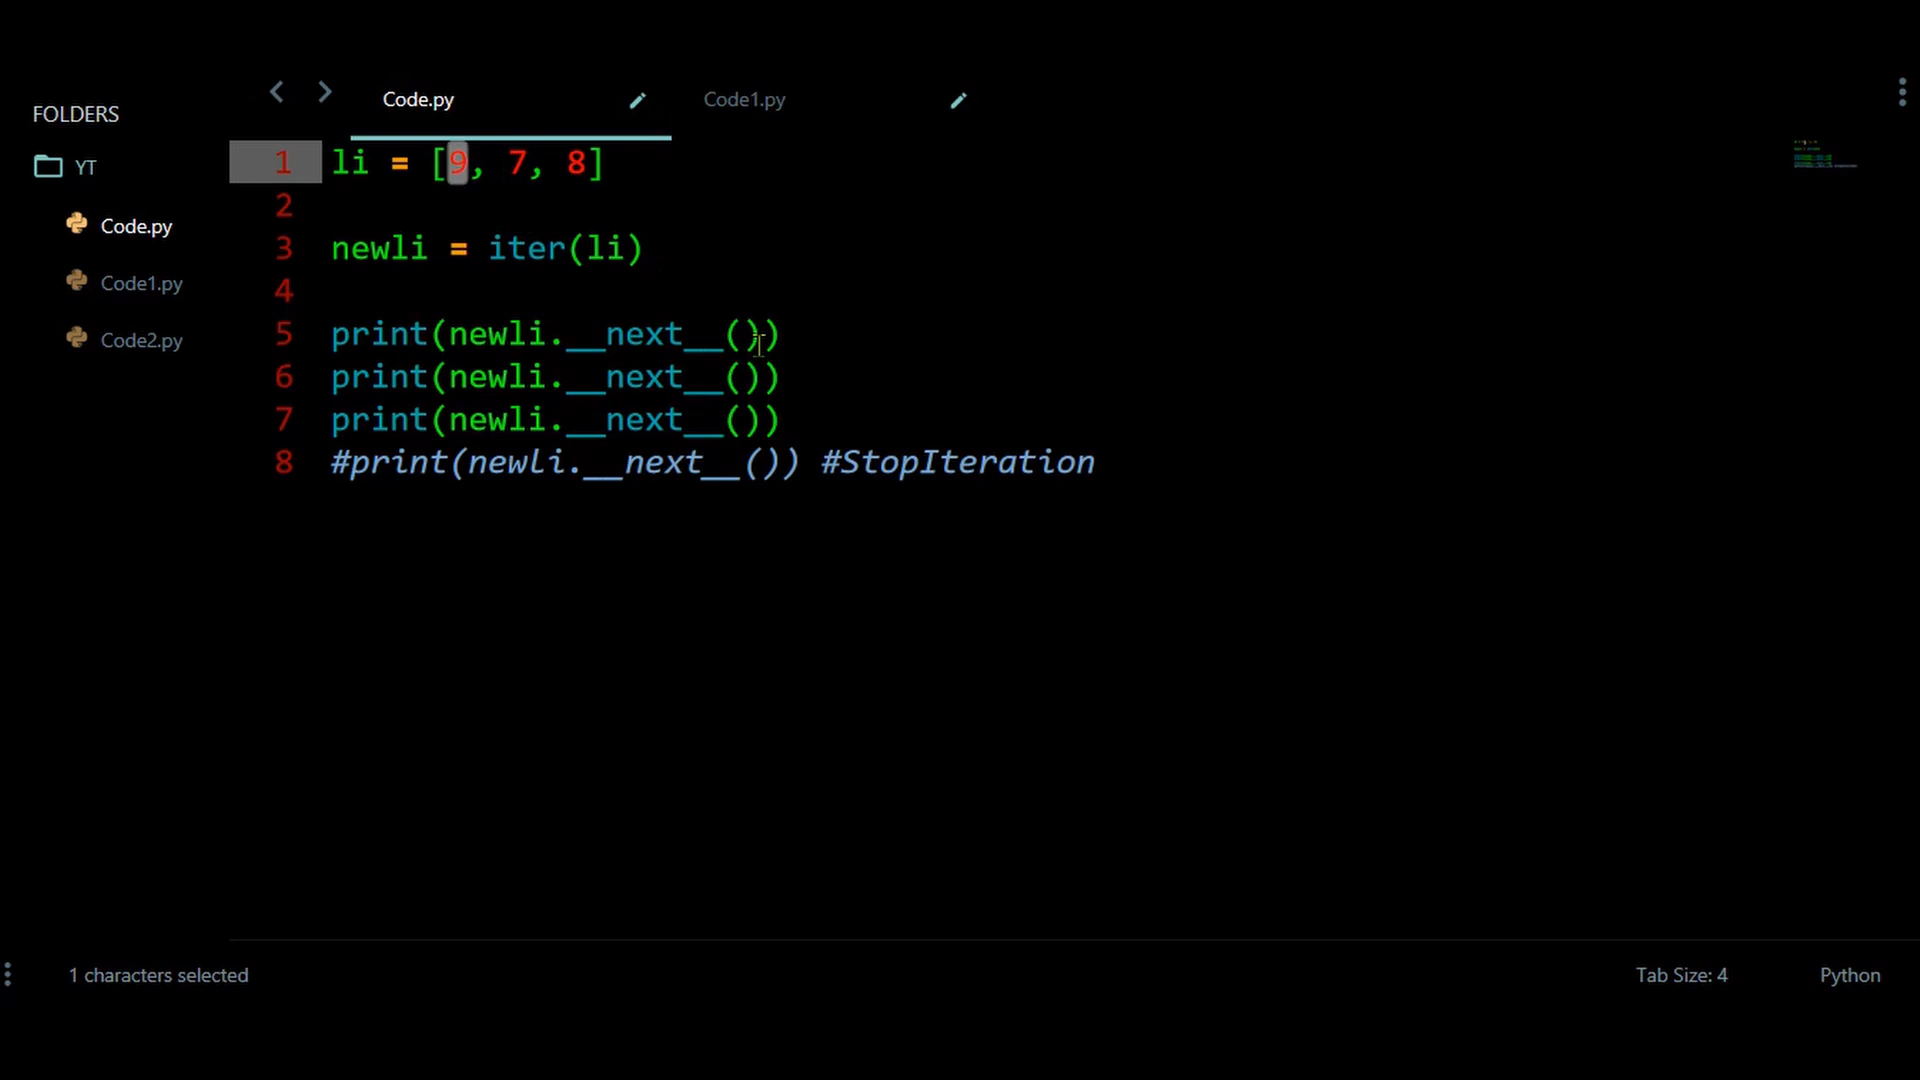 FOLDERS
YT
Code.py
Code1.py
Code2.py
Code.py
Code1.py
1 li = [9, 7, 8]
2
3 newli = iter(li)
4
5 print(newli.__next__())
6 print(newli.__next__())
7 print(newli.__next__())
8 #print(newli.__next__()) #StopIteration
1 characters selected
Tab Size: 4
Python